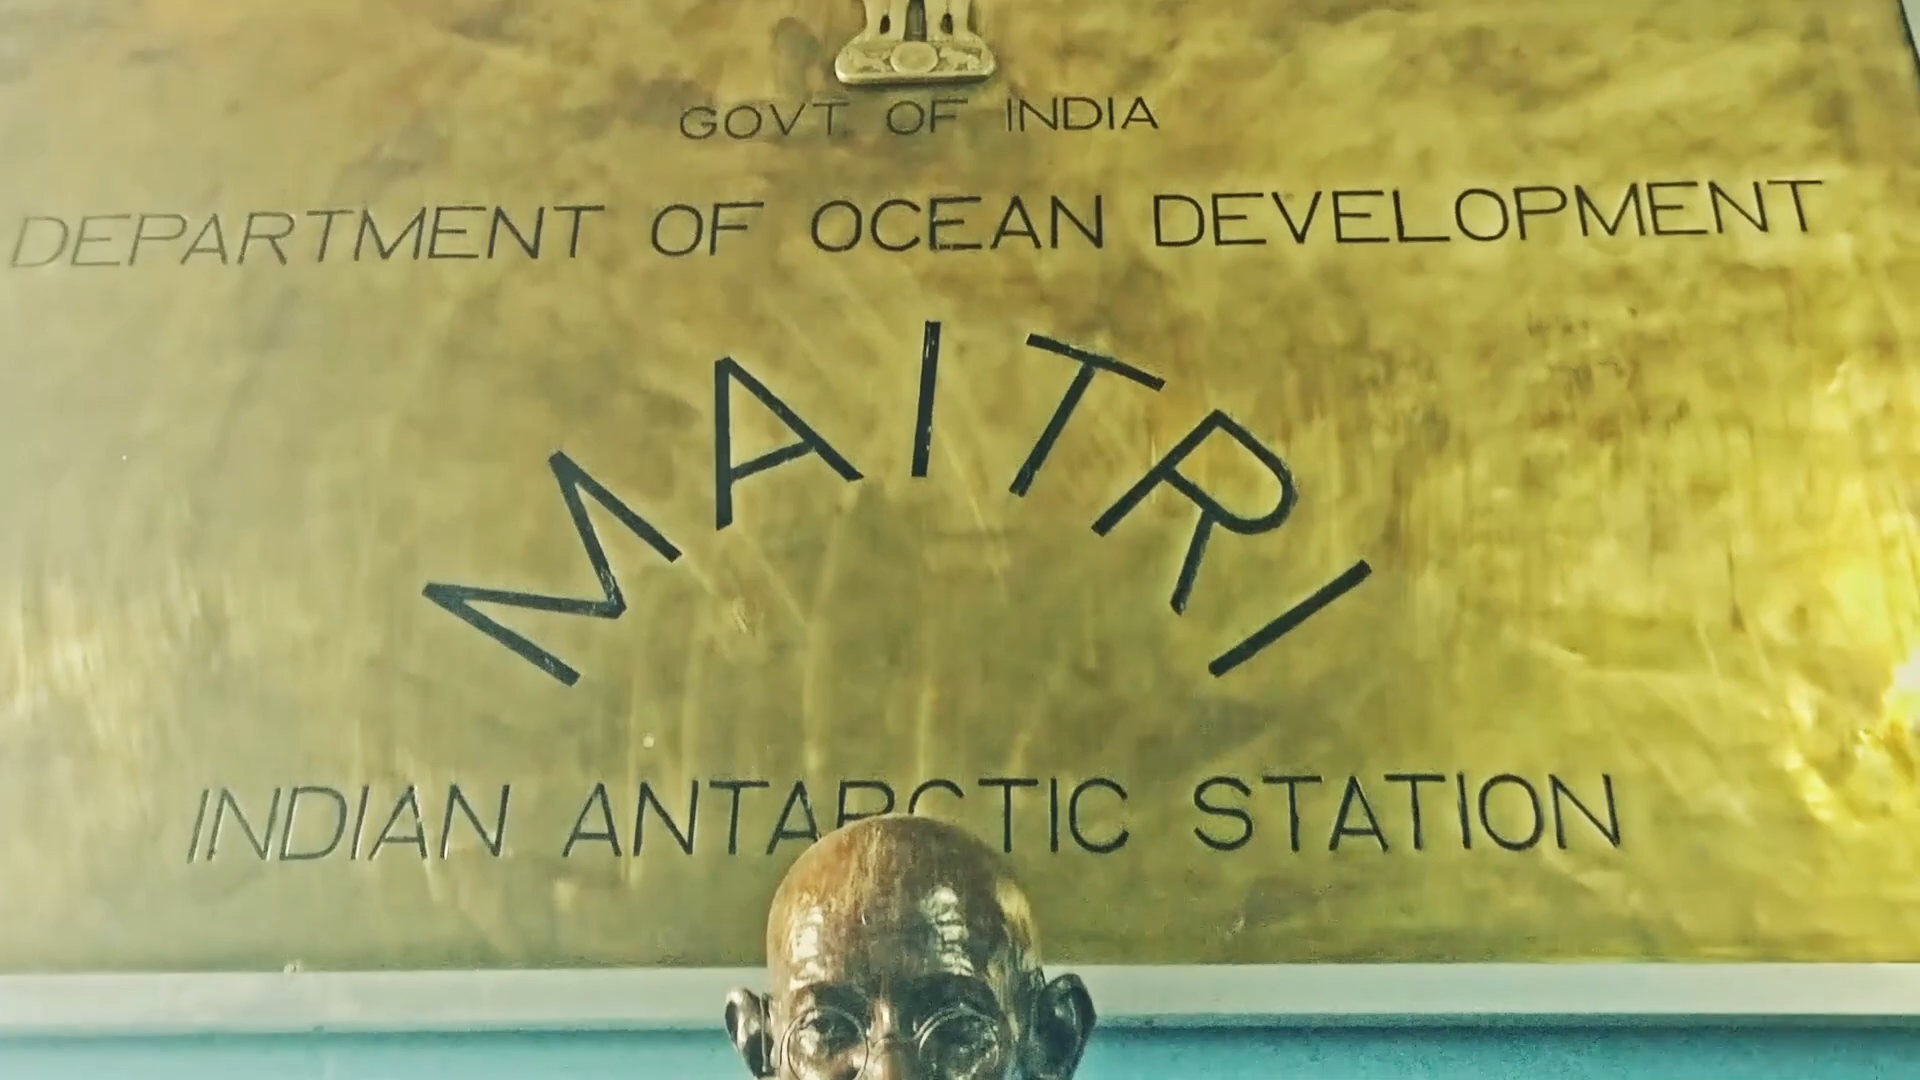 GOVT. OF INDIA
DEPARTMENT OF OCEAN DEVELOPMENT
MAITRI
INDIAN ANTARCTIC STATION